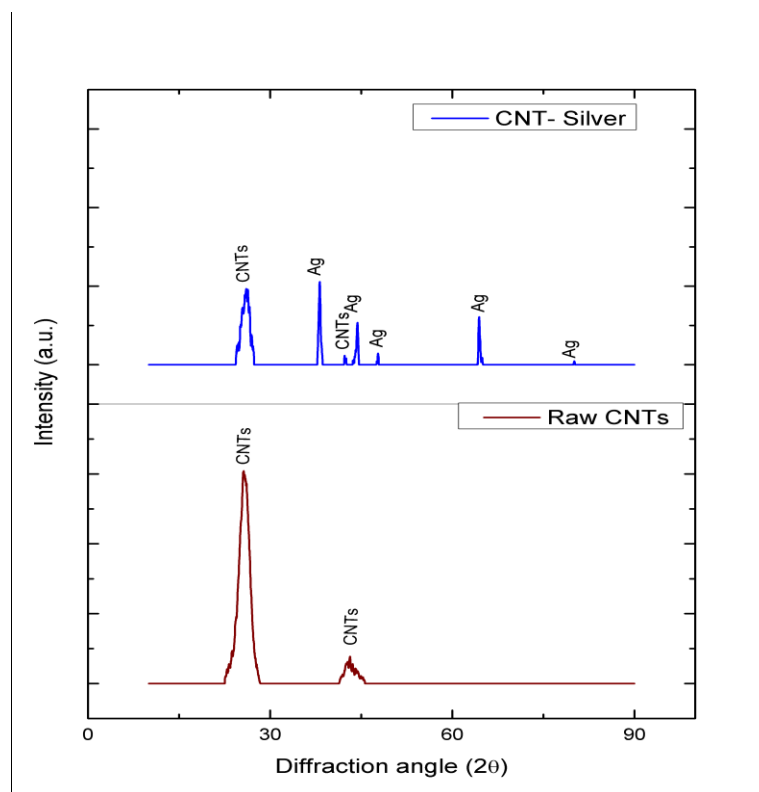 CNT- Silver
CNTs
Ag
CNTs
Ag
Ag
Ag
Ag
Intensity (a.u.)
Raw CNTs
CNTs
CNTs
0
30
60
90
Diffraction angle (2θ)